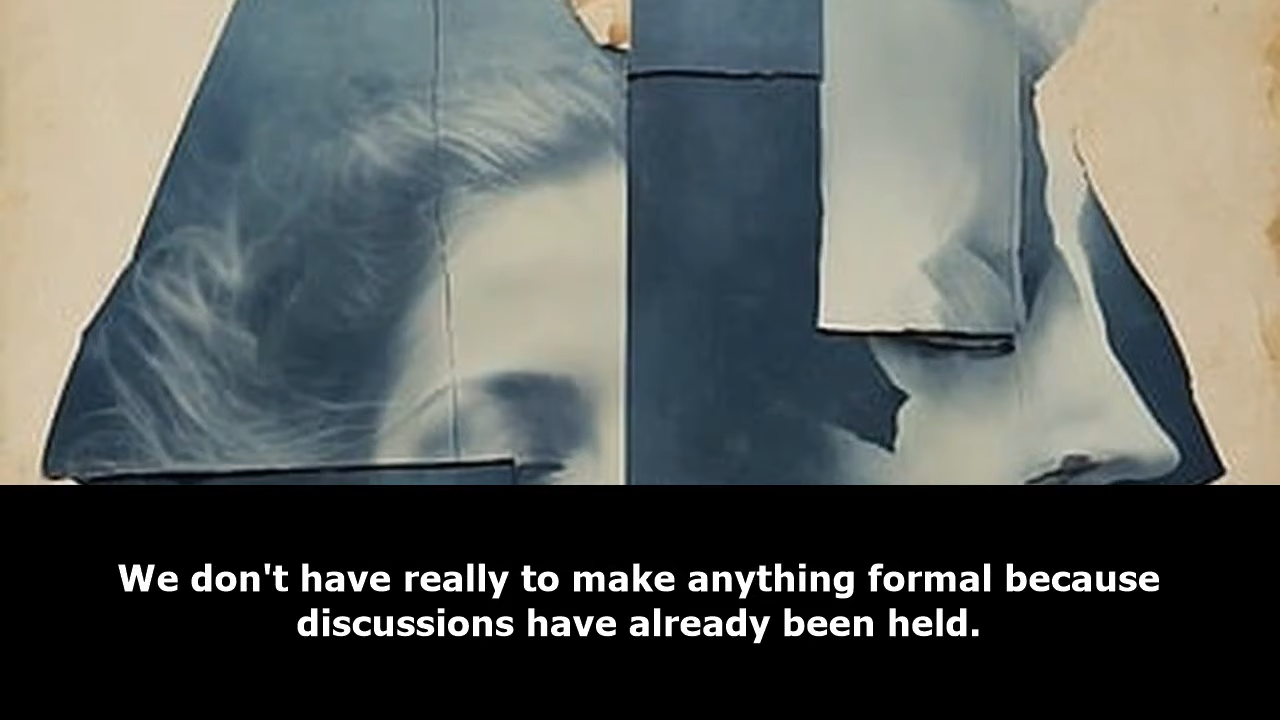 We don't have really to make anything formal because
discussions have already been held.